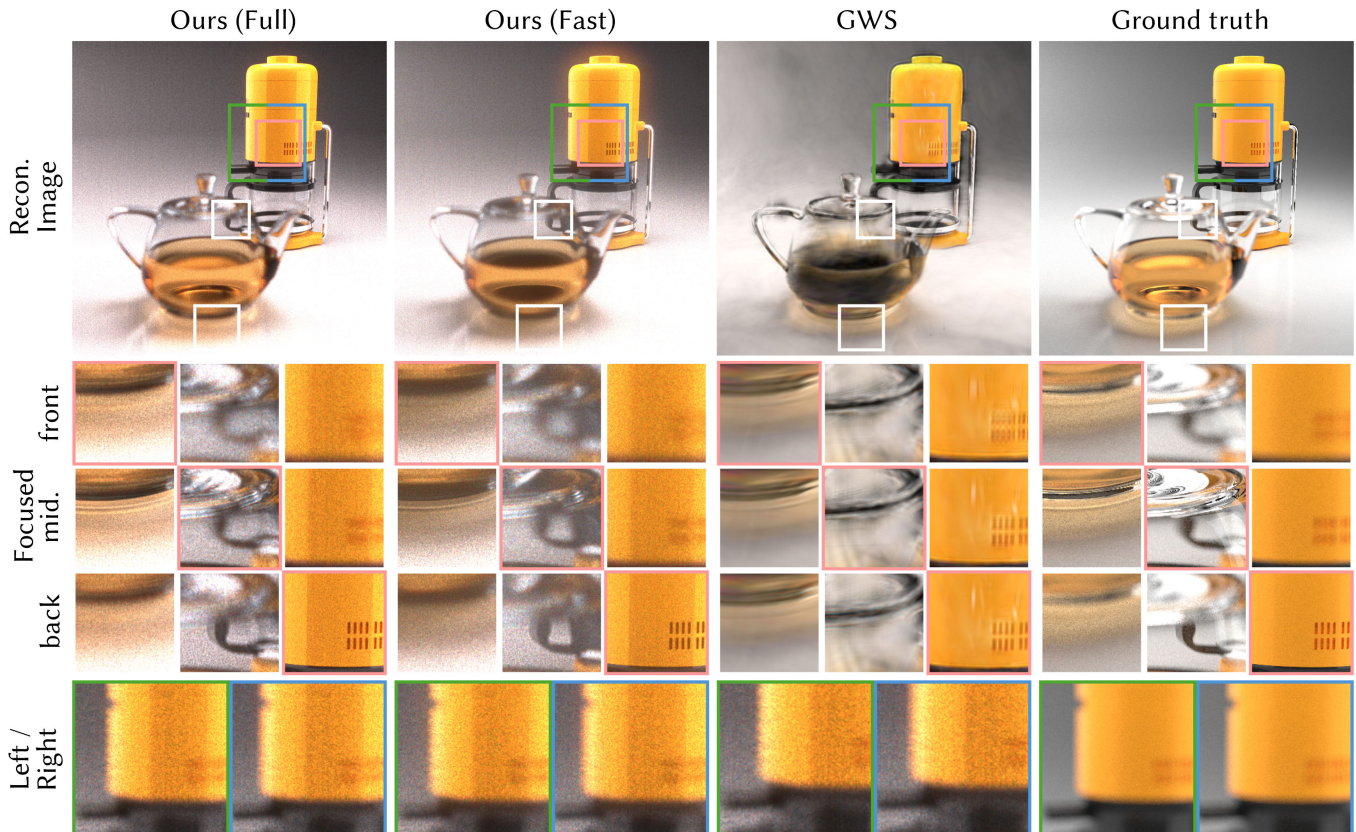 Ours (Full) Ours (Fast) GWS Ground truth
Recon.
Image
front
Focused
mid.
back
Left /
Right